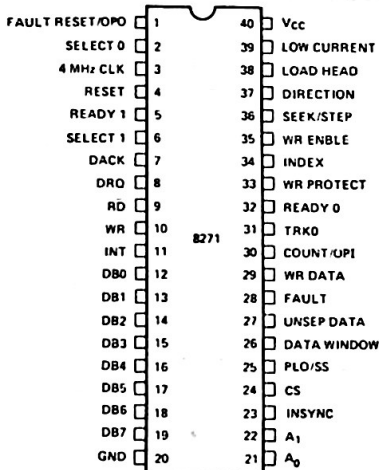 FAULT RESET/OPO 1 40 Vcc
SELECT 0 2 39 LOW CURRENT
4 MHz CLK 3 38 LOAD HEAD
RESET 4 37 DIRECTION
READY 1 5 36 SEEK/STEP
SELECT 1 6 35 WR ENBLE
DACK 7 34 INDEX
DRQ 8 33 WR PROTECT
RD 9 32 READY 0
WR 10 31 TRK0
INT 11 8271 30 COUNT/OPI
DB0 12 29 WR DATA
DB1 13 28 FAULT
DB2 14 27 UNSEP DATA
DB3 15 26 DATA WINDOW
DB4 16 25 PLO/SS
DB5 17 24 CS
DB6 18 23 INSYNC
DB7 19 22 A1
GND 20 21 A0